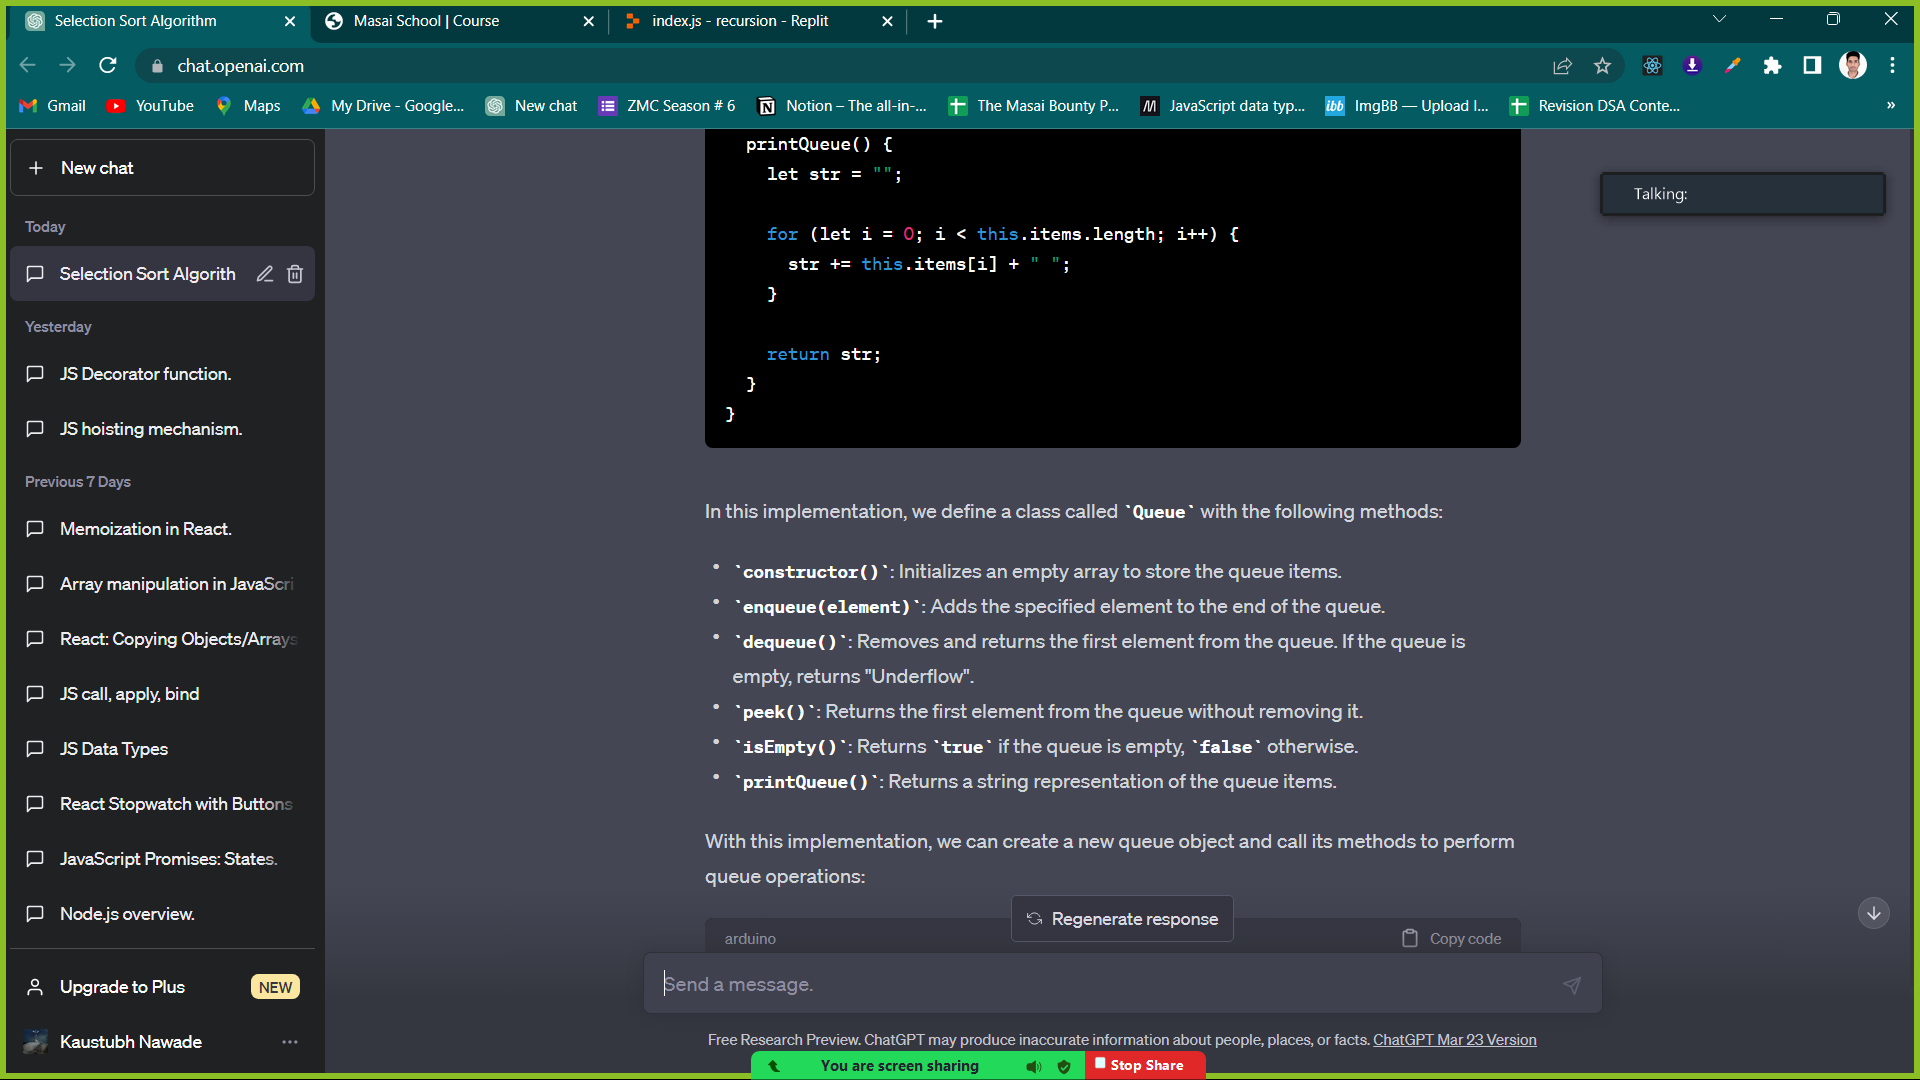 Selection Sort Algorithm
Masai School | Course
index.js - recursion - Replit
chat.openai.com
Gmail
YouTube
Maps
My Drive - Google...
New chat
ZMC Season # 6
Notion – The all-in-...
The Masai Bounty P...
JavaScript data typ...
ibb
ImgBB — Upload I...
Revision DSA Conte...
»
New chat
Today
Selection Sort Algorith
Yesterday
JS Decorator function.
JS hoisting mechanism.
Previous 7 Days
Memoization in React.
Array manipulation in JavaScri
React: Copying Objects/Arrays
JS call, apply, bind
JS Data Types
React Stopwatch with Buttons
JavaScript Promises: States.
Node.js overview.
Upgrade to Plus
NEW
Kaustubh Nawade
printQueue() {
let str = "";
for (let i = 0; i < this.items.length; i++) {
str += this.items[i] + " ";
}
return str;
}
}
Talking:
In this implementation, we define a class called `Queue` with the following methods:
• `constructor()`: Initializes an empty array to store the queue items.
• `enqueue(element)`: Adds the specified element to the end of the queue.
• `dequeue()`: Removes and returns the first element from the queue. If the queue is
empty, returns "Underflow".
• `peek()`: Returns the first element from the queue without removing it.
• `isEmpty()`: Returns `true` if the queue is empty, `false` otherwise.
• `printQueue()`: Returns a string representation of the queue items.
With this implementation, we can create a new queue object and call its methods to perform
queue operations:
Regenerate response
arduino
Copy code
Send a message.
Free Research Preview. ChatGPT may produce inaccurate information about people, places, or facts. ChatGPT Mar 23 Version
You are screen sharing
Stop Share